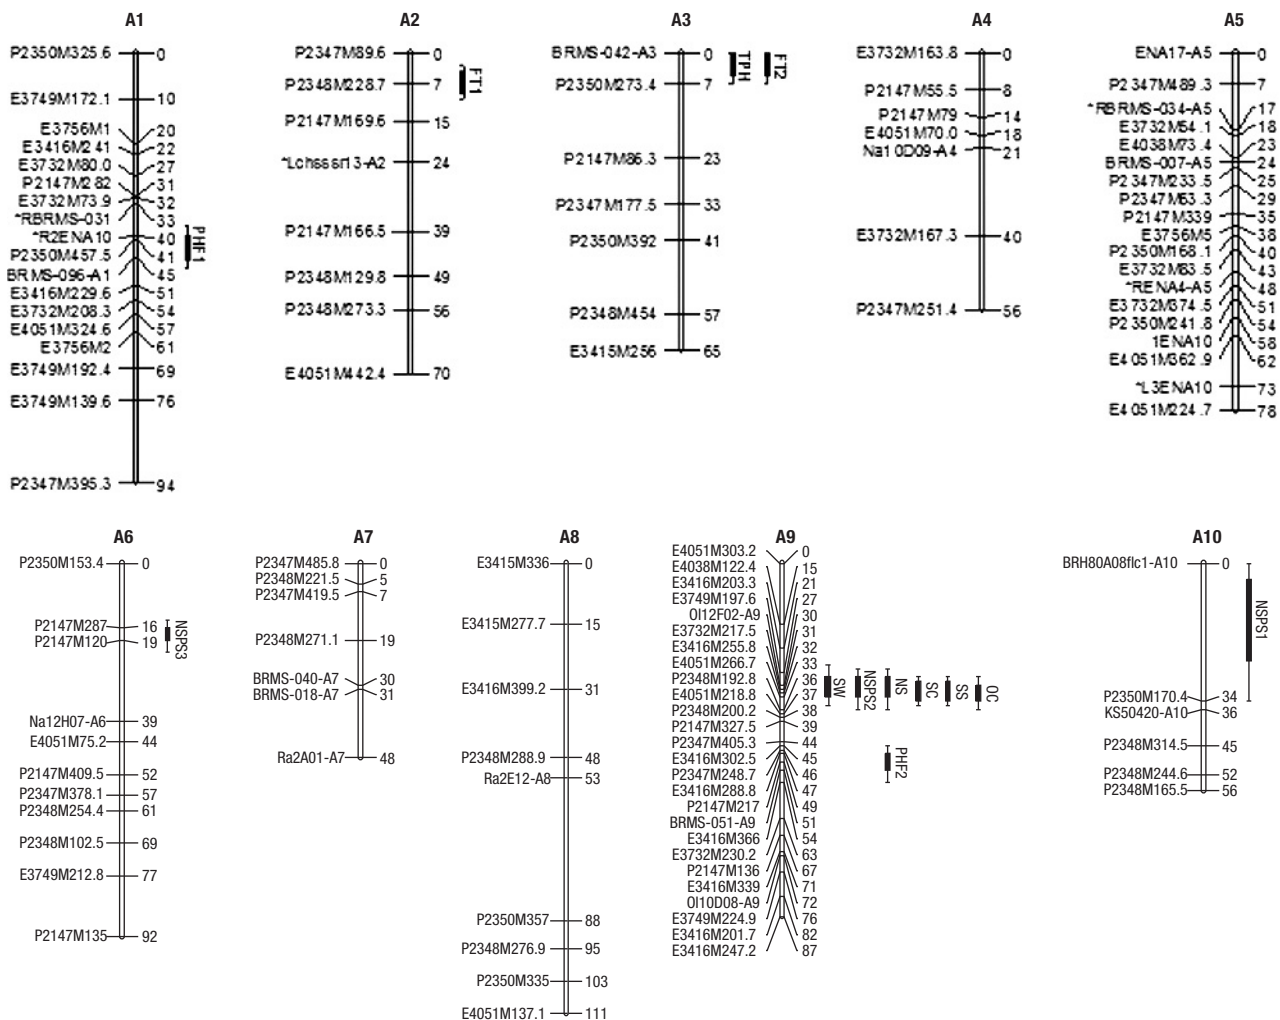 A1
P2350M325.6 0
E3749M172.1 10
E3756M1 20
E3416M241 22
E3732M80.0 27
P2147M282 31
E3732M73.9 32
*RBRMS-031 33
*R2ENA10 40
P2350M457.5 41
BRMS-096-A1 45
E3416M229.6 51
E3732M208.3 54
E4051M324.6 57
E3756M2 61
E3749M192.4 69
E3749M139.6 76
P2347M395.3 94
PHF1
A2
P2347M89.6 0
P2348M228.7 7
P2147M169.6 15
*Lchsssr13-A2 24
P2147M166.5 39
P2348M129.8 49
P2348M273.3 56
E4051M442.4 70
FT1
A3
BRMS-042-A3 0
P2350M273.4 7
P2147M86.3 23
P2347M177.5 33
P2350M392 41
P2348M454 57
E3415M256 65
TPH
FT2
A4
E3732M163.8 0
P2147M55.5 8
P2147M79 14
E4051M70.0 18
Na10D09-A4 21
E3732M167.3 40
P2347M251.4 56
A5
ENA17-A5 0
P2347M489.3 7
*RBRMS-034-A5 17
E3732M54.1 18
E4038M73.4 23
BRMS-007-A5 24
P2347M233.5 25
P2347M63.3 29
P2147M339 35
E3756M5 38
P2350M168.1 40
E3732M83.5 43
*RENA4-A5 48
E3732M374.5 51
P2350M241.8 54
1ENA10 58
E4051M362.9 62
*L3ENA10 73
E4051M224.7 78
A6
P2350M153.4 0
P2147M287 16
P2147M120 19
Na12H07-A6 39
E4051M75.2 44
P2147M409.5 52
P2347M378.1 57
P2348M254.4 61
P2348M102.5 69
E3749M212.8 77
P2147M135 92
NSPS3
A7
P2347M485.8 0
P2348M221.5 5
P2347M419.5 7
P2348M271.1 19
BRMS-040-A7 30
BRMS-018-A7 31
Ra2A01-A7 48
A8
E3415M336 0
E3415M277.7 15
E3416M399.2 31
P2348M288.9 48
Ra2E12-A8 53
P2350M357 88
P2348M276.9 95
P2350M335 103
E4051M137.1 111
A9
E4051M303.2 0
E4038M122.4 15
E3416M203.3 21
E3749M197.6 27
OI12F02-A9 30
E3732M217.5 31
E3416M255.8 32
E4051M266.7 33
P2348M192.8 36
E4051M218.8 37
P2348M200.2 38
P2147M327.5 39
P2347M405.3 44
E3416M302.5 45
P2347M248.7 46
E3416M288.8 47
P2147M217 49
BRMS-051-A9 51
E3416M366 54
E3732M230.2 63
P2147M136 67
E3416M339 71
OI10D08-A9 72
E3749M224.9 76
E3416M201.7 82
E3416M247.2 87
SW
NSPS2
NS
SC
SS
OC
PHF2
A10
BRH80A08flc1-A10 0
P2350M170.4 34
KS50420-A10 36
P2348M314.5 45
P2348M244.6 52
P2348M165.5 56
NSPS1